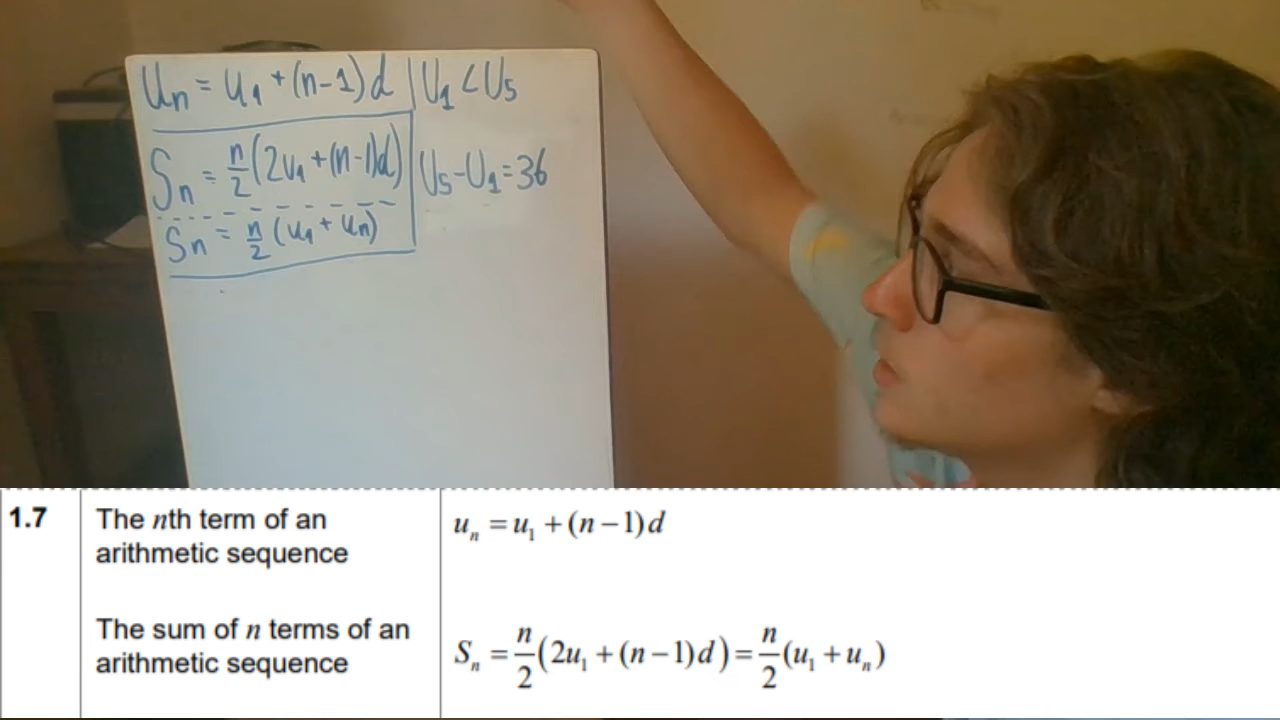 Uₙ = u₁ + (n-1)d
U₁ < U₅
Sₙ = n/2 (2u₁ + (n-1)d)
U₅ - U₁ = 36
Sₙ = n/2 (u₁ + uₙ)
1.7
The nth term of an
arithmetic sequence
uₙ = u₁ + (n − 1)d
The sum of n terms of an
arithmetic sequence
Sₙ = n/2 (2u₁ + (n − 1)d) = n/2 (u₁ + uₙ)